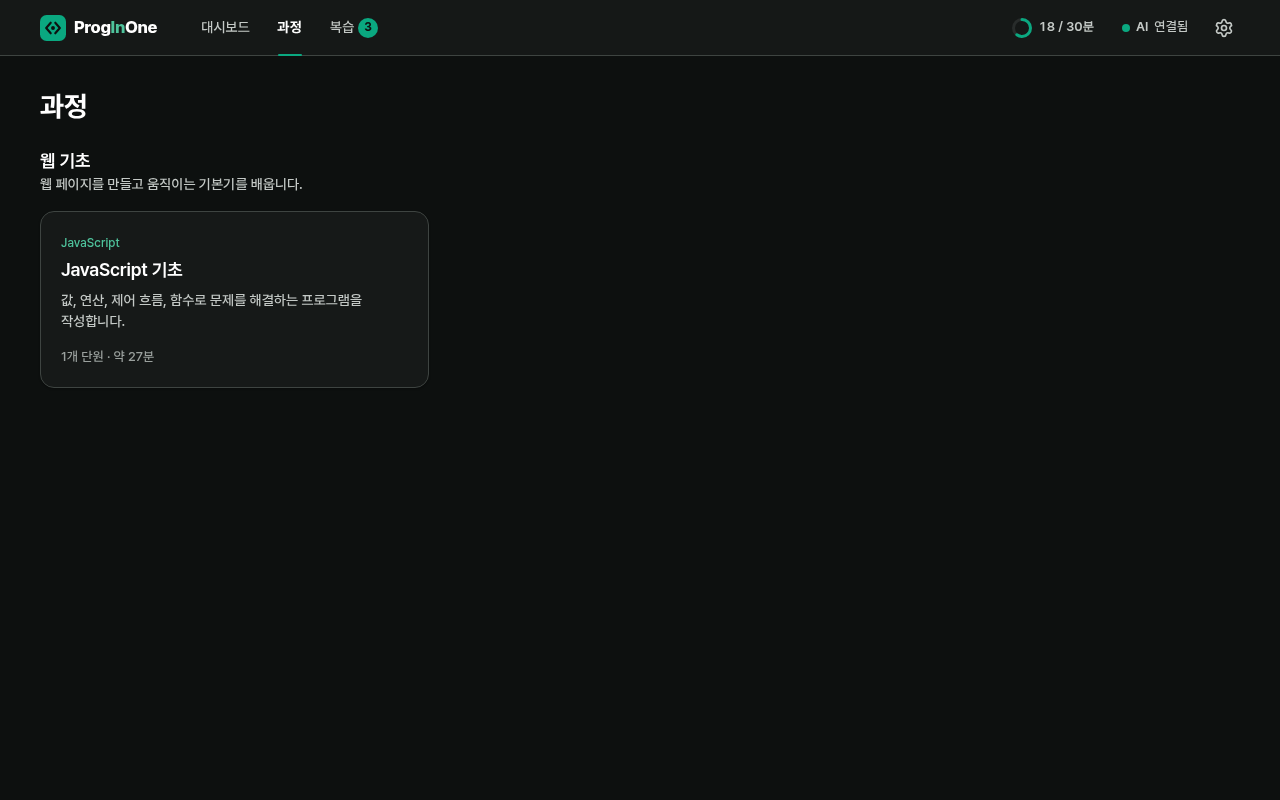 ProgInOne
대시보드
과정
복습 3
18 / 30분
AI 연결됨
과정
웹 기초
웹 페이지를 만들고 움직이는 기본기를 배웁니다.
JavaScript
JavaScript 기초
값, 연산, 제어 흐름, 함수로 문제를 해결하는 프로그램을
작성합니다.
1개 단원 · 약 27분